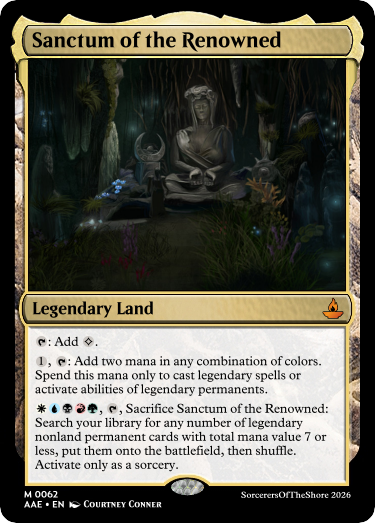 Sanctum of the Renowned
Legendary Land
: Add .
1, : Add two mana in any combination of colors.
Spend this mana only to cast legendary spells or
activate abilities of legendary permanents.
, , Sacrifice Sanctum of the Renowned:
Search your library for any number of legendary
nonland permanent cards with total mana value 7 or
less, put them onto the battlefield, then shuffle.
Activate only as a sorcery.
M 0062
AAE • EN Courtney Conner
SorcerersOfTheShore 2026